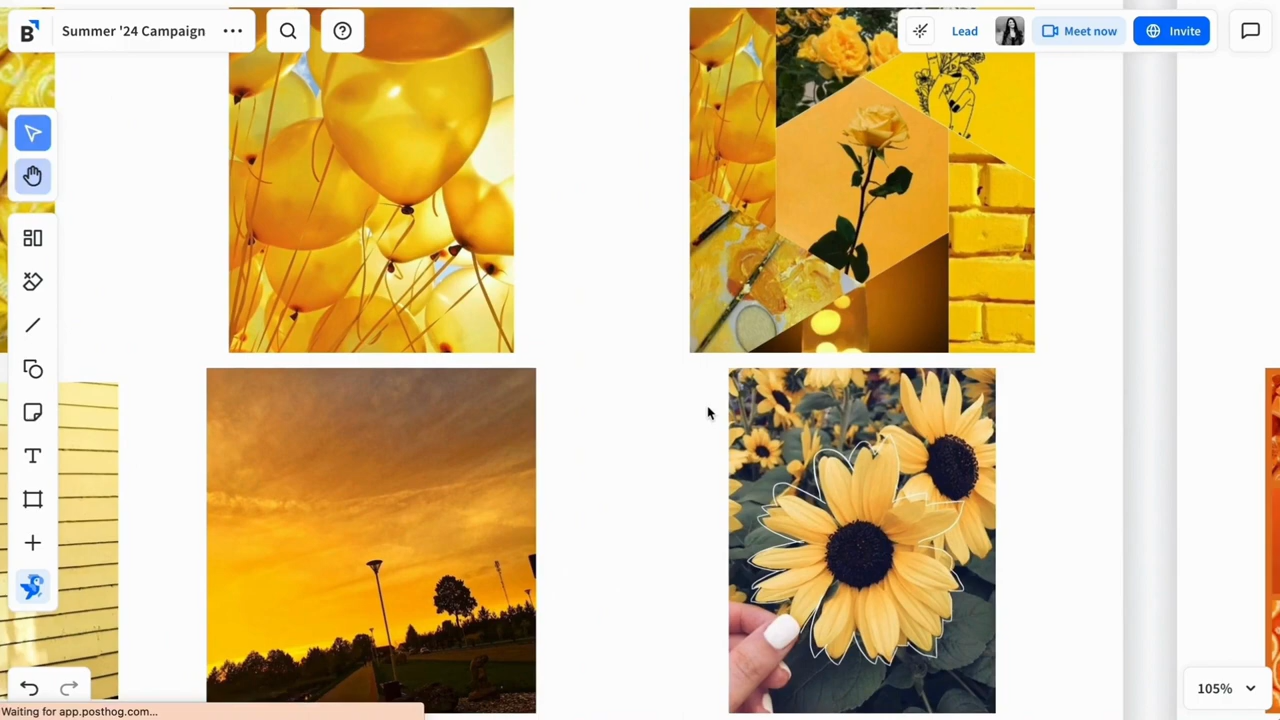 B
Summer '24 Campaign
Lead
Meet now
Invite
T
105%
Waiting for app.posthog.com...